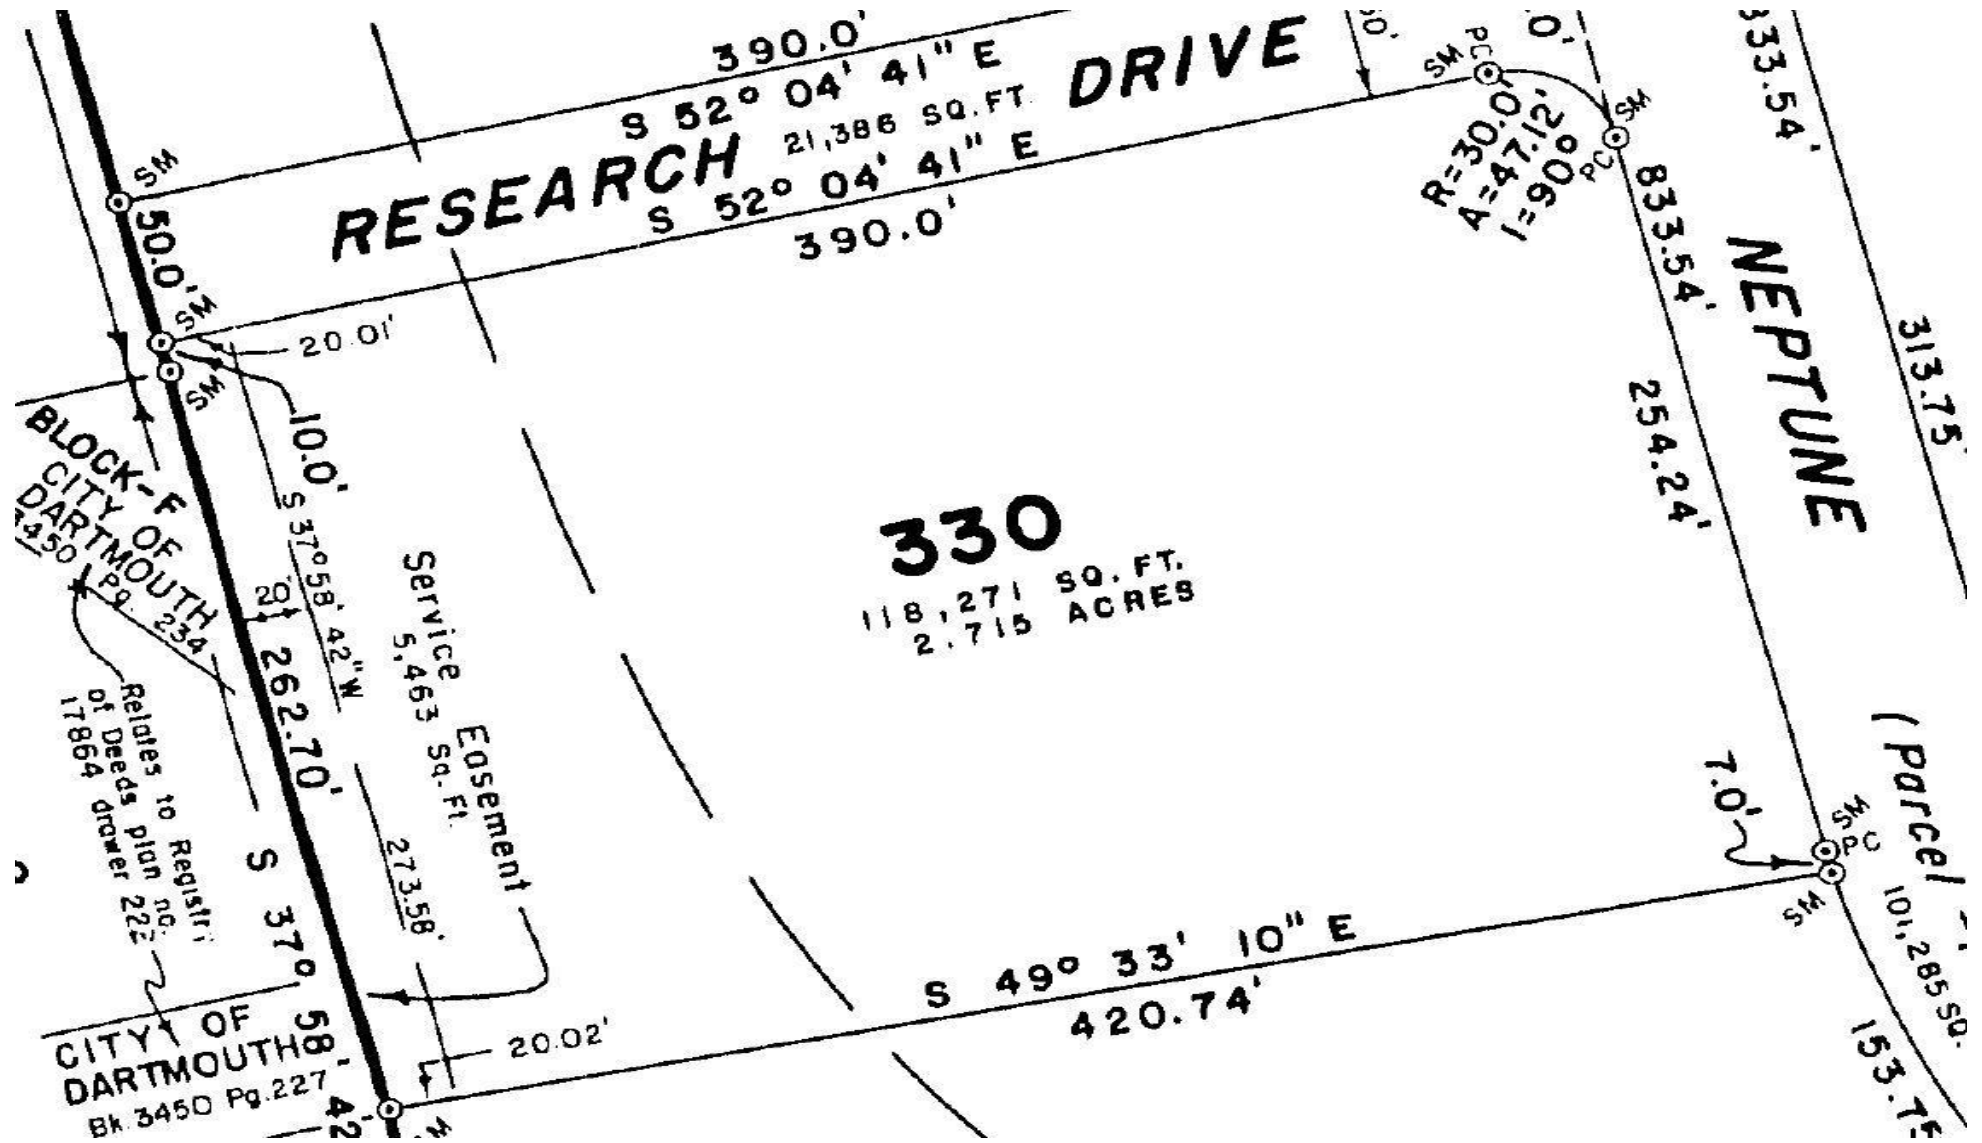 390.0'
S 52° 04' 41" E
21,386 SQ.FT.
RESEARCH DRIVE
S 52° 04' 41" E
390.0'
SM
50.0'
SM
SM
20.01'
10.0'
SM
PC
SM
PC
R=30.0'
A=47.12'
I=90°
833.54'
333.54'
313.75'
NEPTUNE
254.24'
BLOCK-F
CITY OF
DARTMOUTH
3450 Pg. 234
S 37° 58' 42" W
20'
262.70'
Service Easement
5,463 Sq. Ft.
273.58'
330
118,271 SQ. FT.
2.715 ACRES
Relates to Registri
of Deeds plan no.
17864 drawer 222
S 37° 58' 42
7.0'
SM
PC
SM
(Parcel
101,285 SQ.
153.75
S 49° 33' 10" E
420.74'
20.02'
CITY OF
DARTMOUTH
Bk. 3450 Pg. 227
SM